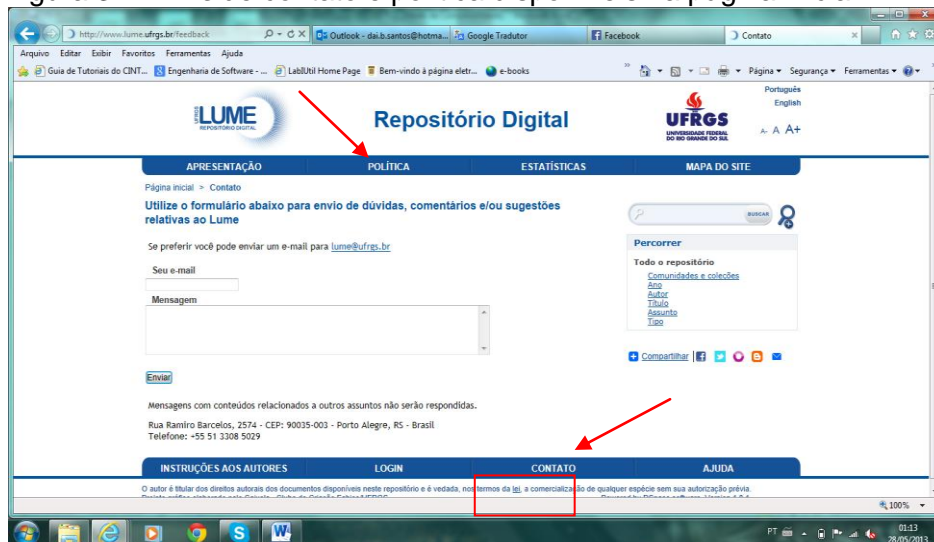 http://www.lume.ufrgs.br/feedback
Outlook - dai.b.santos@hotma...
Google Tradutor
Facebook
Contato
Arquivo Editar Exibir Favoritos Ferramentas Ajuda
Guia de Tutoriais do CINT... Engenharia de Software - ... LablUtil Home Page Bem-vindo à página eletr... e-books
Página Segurança Ferramentas
Português
English
LUME
REPOSITÓRIO DIGITAL
Repositório Digital
UFRGS
UNIVERSIDADE FEDERAL
DO RIO GRANDE DO SUL
A- A A+
APRESENTAÇÃO POLÍTICA ESTATÍSTICAS MAPA DO SITE
Página inicial > Contato
Utilize o formulário abaixo para envio de dúvidas, comentários e/ou sugestões
relativas ao Lume
BUSCAR
Se preferir você pode enviar um e-mail para lume@ufrgs.br
Seu e-mail
Mensagem
Percorrer
Todo o repositório
Comunidades e coleções
Ano
Autor
Título
Assunto
Tipo
Compartilhar
Enviar
Mensagens com conteúdos relacionados a outros assuntos não serão respondidas.
Rua Ramiro Barcelos, 2574 - CEP: 90035-003 - Porto Alegre, RS - Brasil
Telefone: +55 51 3308 5029
INSTRUÇÕES AOS AUTORES LOGIN CONTATO AJUDA
O autor é titular dos direitos autorais dos documentos disponíveis neste repositório e é vedada, nos termos da lei, a comercialização de qualquer espécie sem sua autorização prévia.
100%
PT
01:13
28/05/2013